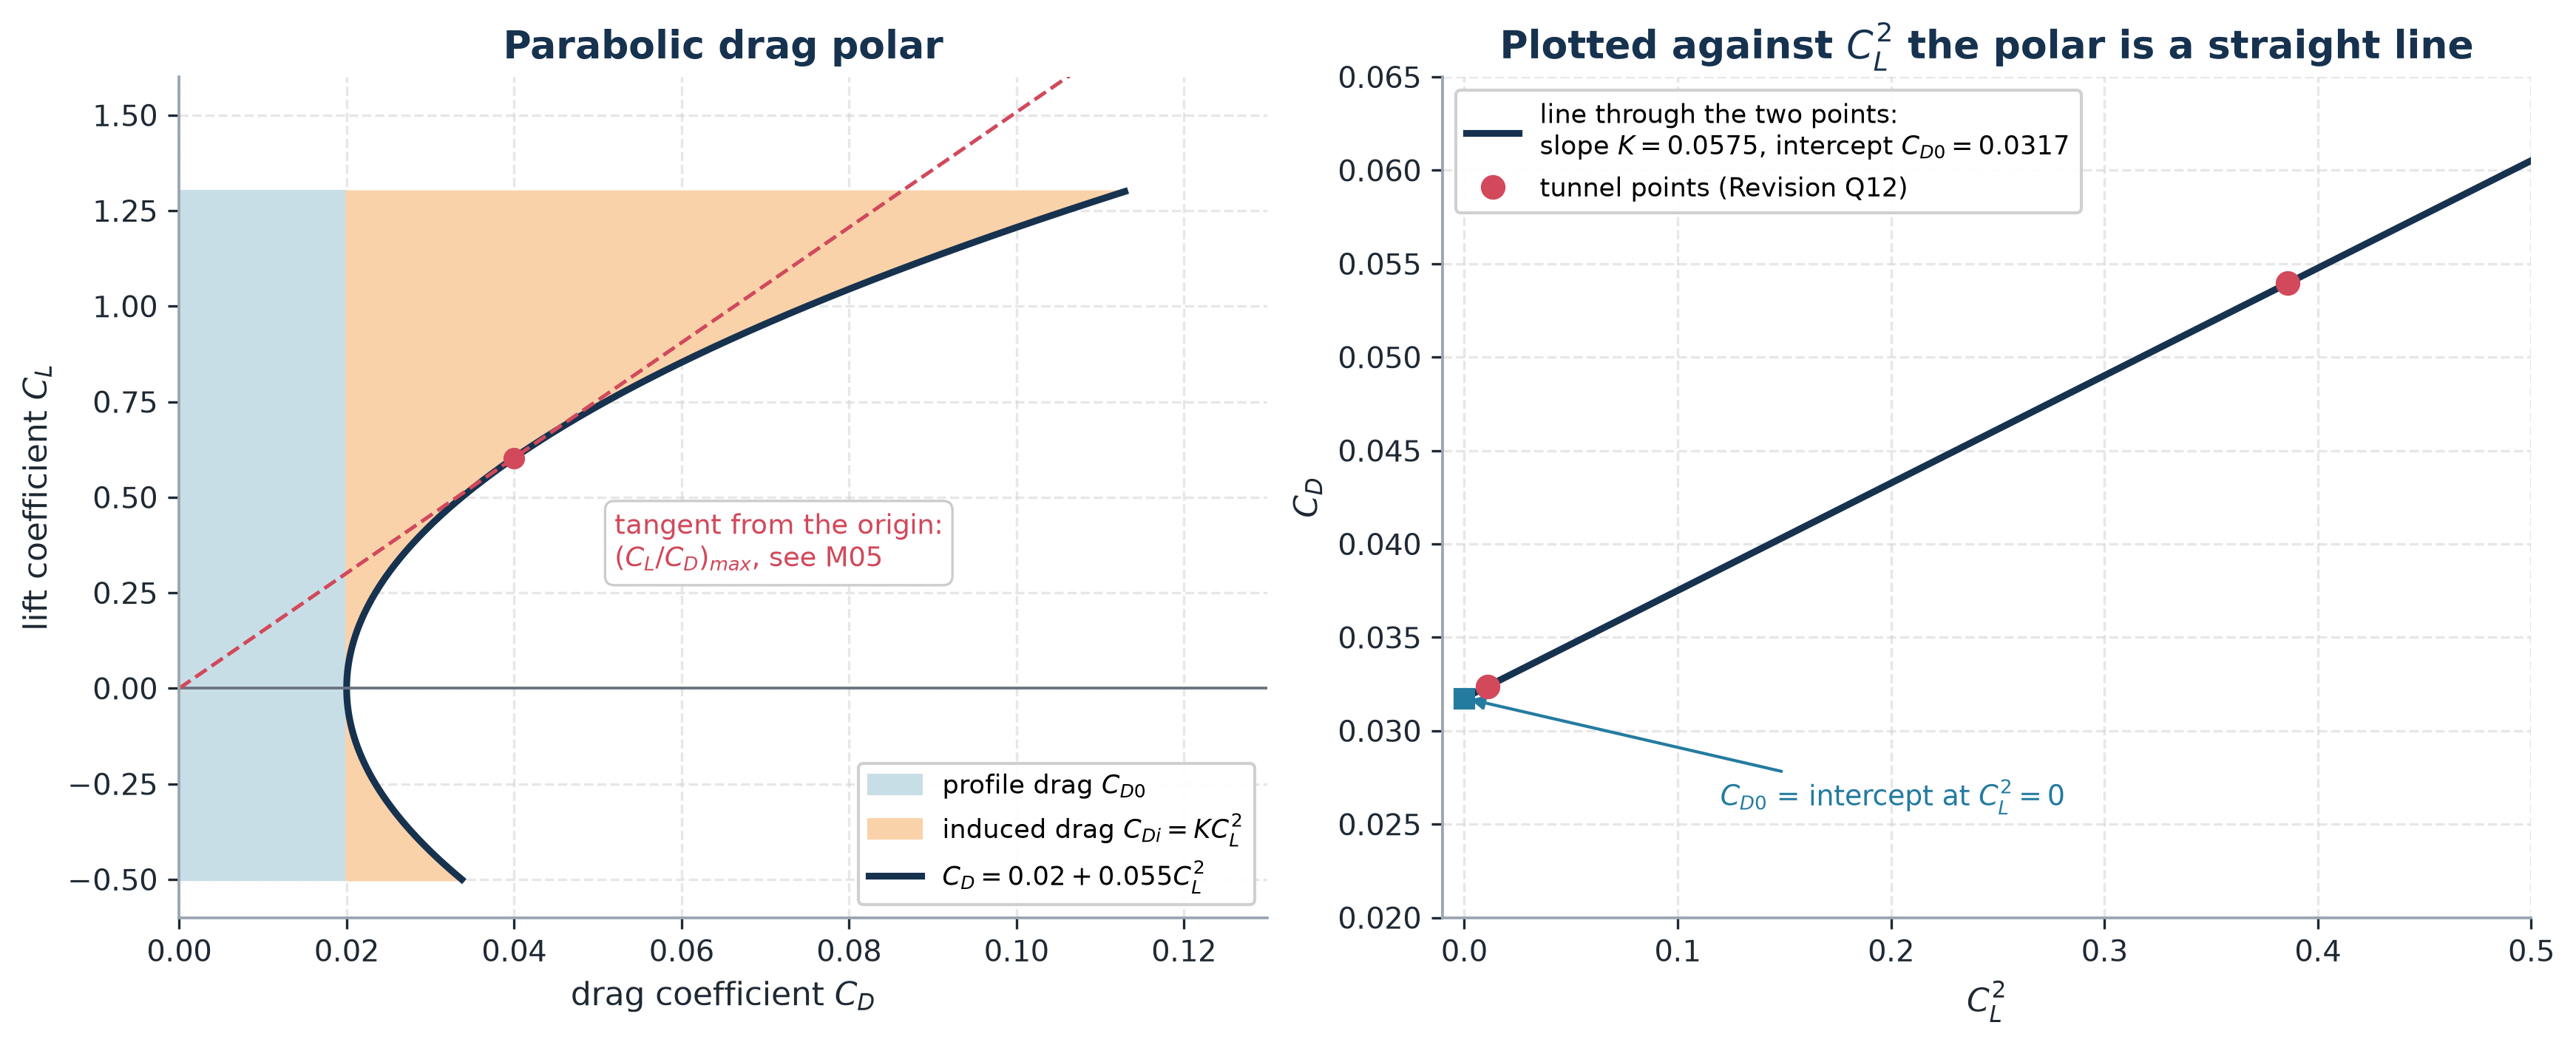 Parabolic drag polar
1.50
1.25
1.00
0.75
0.50
0.25
0.00
−0.25
−0.50
lift coefficient C_L
tangent from the origin:
(C_L/C_D)_max, see M05
profile drag C_D0
induced drag C_Di = KC_L^2
C_D = 0.02 + 0.055C_L^2
0.00 0.02 0.04 0.06 0.08 0.10 0.12
drag coefficient C_D
Plotted against C_L^2 the polar is a straight line
0.065
0.060
0.055
0.050
0.045
0.040
0.035
0.030
0.025
0.020
C_D
line through the two points:
slope K = 0.0575, intercept C_D0 = 0.0317
tunnel points (Revision Q12)
C_D0 = intercept at C_L^2 = 0
0.0 0.1 0.2 0.3 0.4 0.5
C_L^2